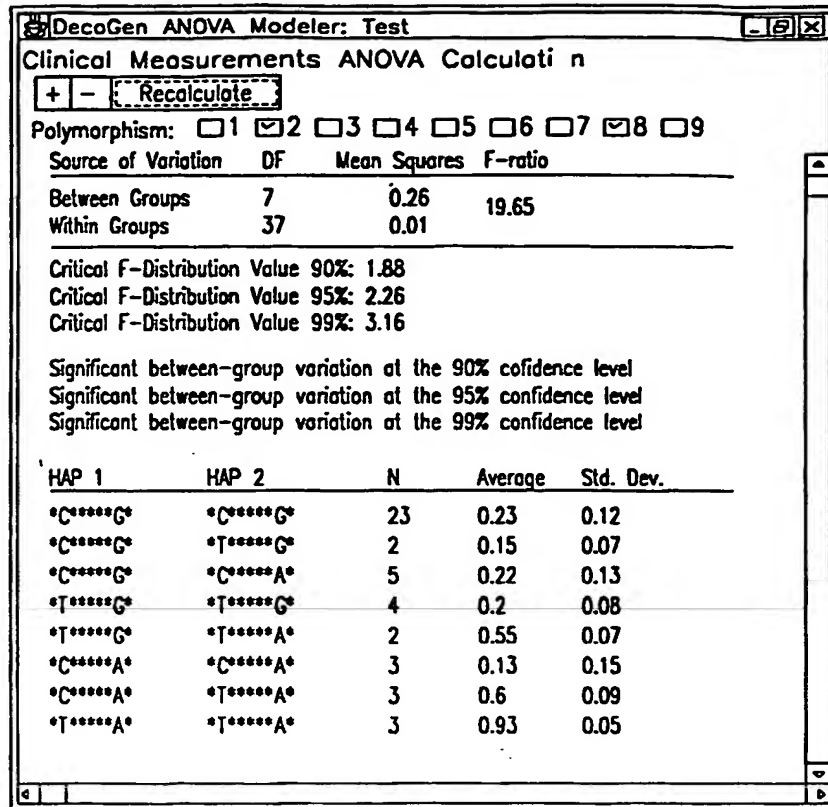 DecoGen ANOVA Modeler: Test
Clinical Measurements ANOVA Calculati n
+ - Recalculate
Polymorphism: 1 2 3 4 5 6 7 8 9
Source of Variation DF Mean Squares F-ratio
Between Groups 7 0.26 19.65
Within Groups 37 0.01
Critical F-Distribution Value 90%: 1.88
Critical F-Distribution Value 95%: 2.26
Critical F-Distribution Value 99%: 3.16
Significant between-group variation at the 90% cofidence level
Significant between-group variation at the 95% confidence level
Significant between-group variation at the 99% confidence level
HAP 1 HAP 2 N Average Std. Dev.
*C*****G* *C*****G* 23 0.23 0.12
*C*****G* *T*****G* 2 0.15 0.07
*C*****G* *C*****A* 5 0.22 0.13
*T*****G* *T*****G* 4 0.2 0.08
*T*****G* *T*****A* 2 0.55 0.07
*C*****A* *C*****A* 3 0.13 0.15
*C*****A* *T*****A* 3 0.6 0.09
*T*****A* *T*****A* 3 0.93 0.05